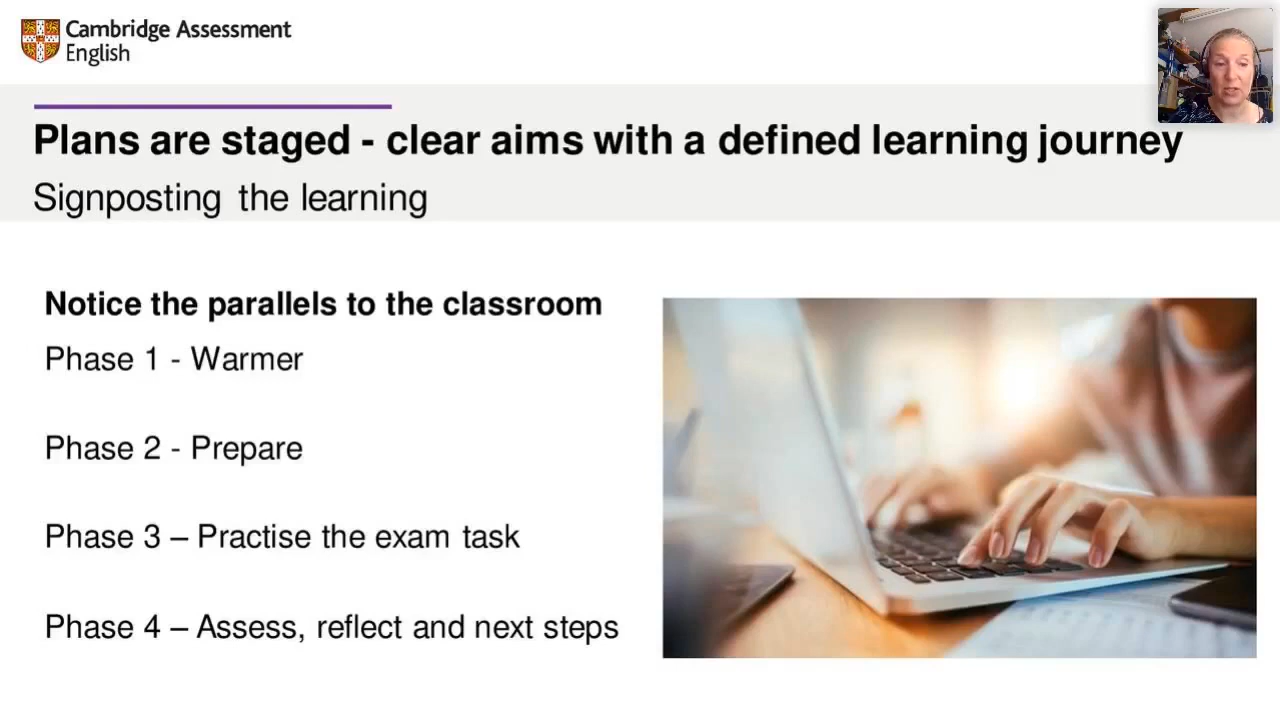 Cambridge Assessment
English
Plans are staged - clear aims with a defined learning journey
Signposting the learning
Notice the parallels to the classroom
Phase 1 - Warmer
Phase 2 - Prepare
Phase 3 – Practise the exam task
Phase 4 – Assess, reflect and next steps